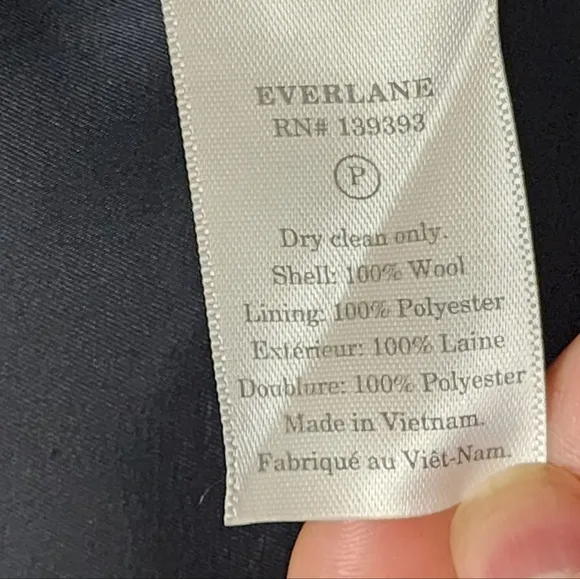 EVERLANE
RN# 139393
P
Dry clean only.
Shell: 100% Wool
Lining: 100% Polyester
Extérieur: 100% Laine
Doublure: 100% Polyester
Made in Vietnam.
Fabriqué au Viêt-Nam.